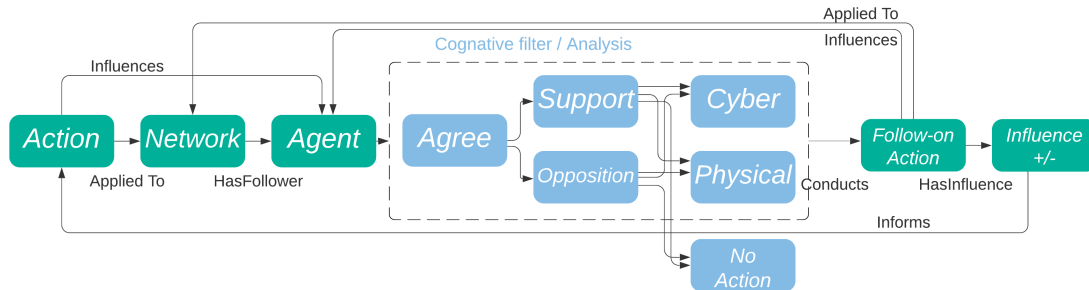 Applied To
Influences
Cognative filter / Analysis
Influences
Support
Cyber
Action
Network
Agent
Agree
Follow-on
Action
Influence
+/-
Applied To
HasFollower
Opposition
Physical
Conducts
HasInfluence
Informs
No
Action